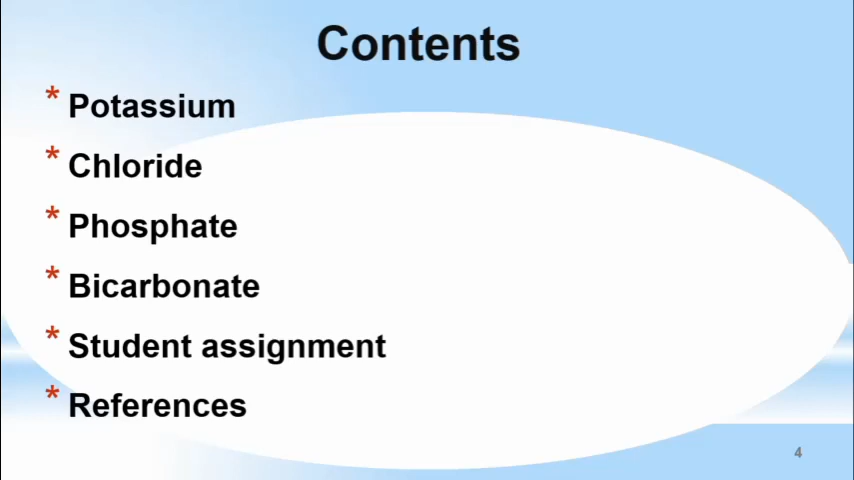 Contents
* Potassium
* Chloride
* Phosphate
* Bicarbonate
* Student assignment
* References
4